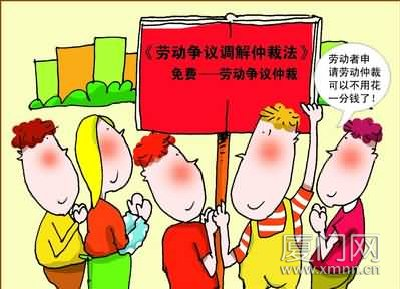 《劳动争议调解仲裁法》
免费——劳动争议仲裁
劳动者申
请劳动仲裁
可以不用花
一分钱了！
厦门网
www.xmnn.cn